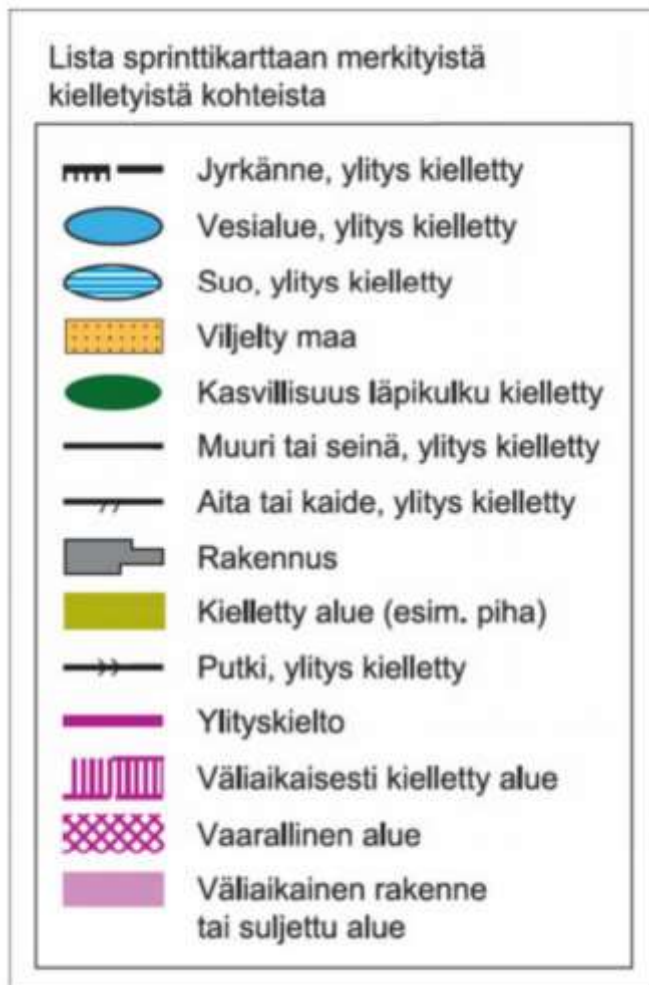 Lista sprinttikarttaan merkityistä
kielletyistä kohteista
Jyrkänne, ylitys kielletty
Vesialue, ylitys kielletty
Suo, ylitys kielletty
Viljelty maa
Kasvillisuus läpikulku kielletty
Muuri tai seinä, ylitys kielletty
Aita tai kaide, ylitys kielletty
Rakennus
Kielletty alue (esim. piha)
Putki, ylitys kielletty
Ylityskielto
Väliaikaisesti kielletty alue
Vaarallinen alue
Väliaikainen rakenne
tai suljettu alue